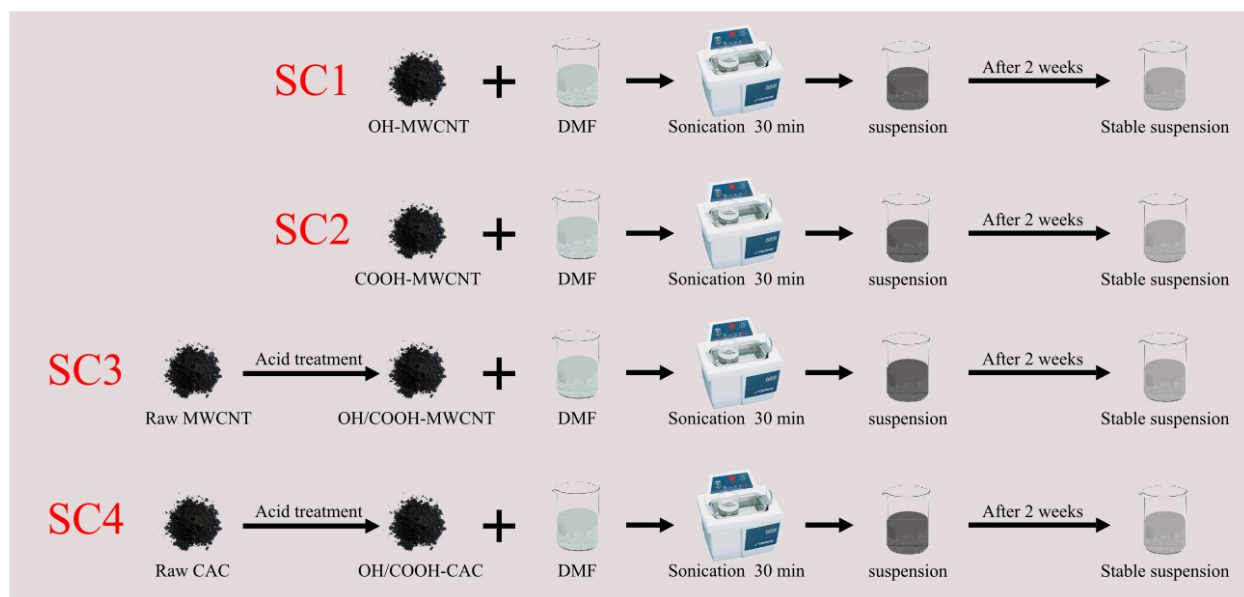 SC1
OH-MWCNT
+
DMF
Sonication 30 min
suspension
After 2 weeks
Stable suspension
SC2
COOH-MWCNT
+
DMF
Sonication 30 min
suspension
After 2 weeks
Stable suspension
SC3
Raw MWCNT
Acid treatment
OH/COOH-MWCNT
+
DMF
Sonication 30 min
suspension
After 2 weeks
Stable suspension
SC4
Raw CAC
Acid treatment
OH/COOH-CAC
+
DMF
Sonication 30 min
suspension
After 2 weeks
Stable suspension